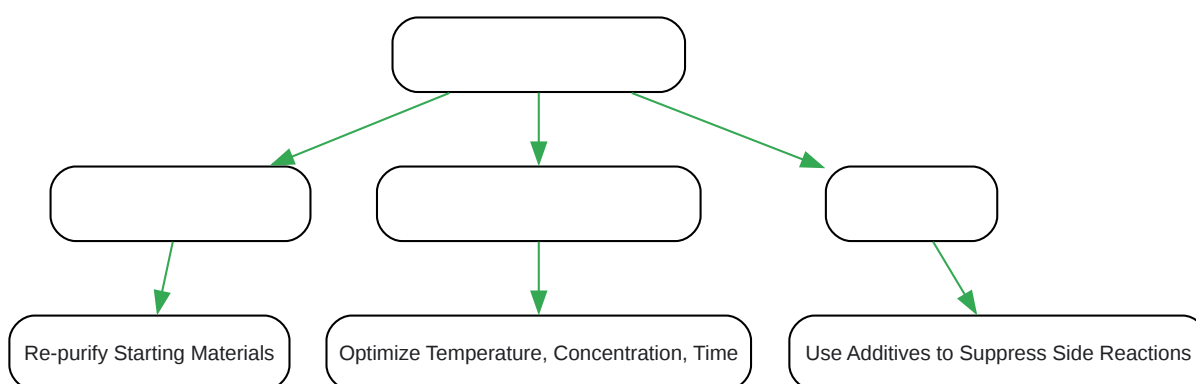 Re-purify Starting Materials
Optimize Temperature, Concentration, Time
Use Additives to Suppress Side Reactions